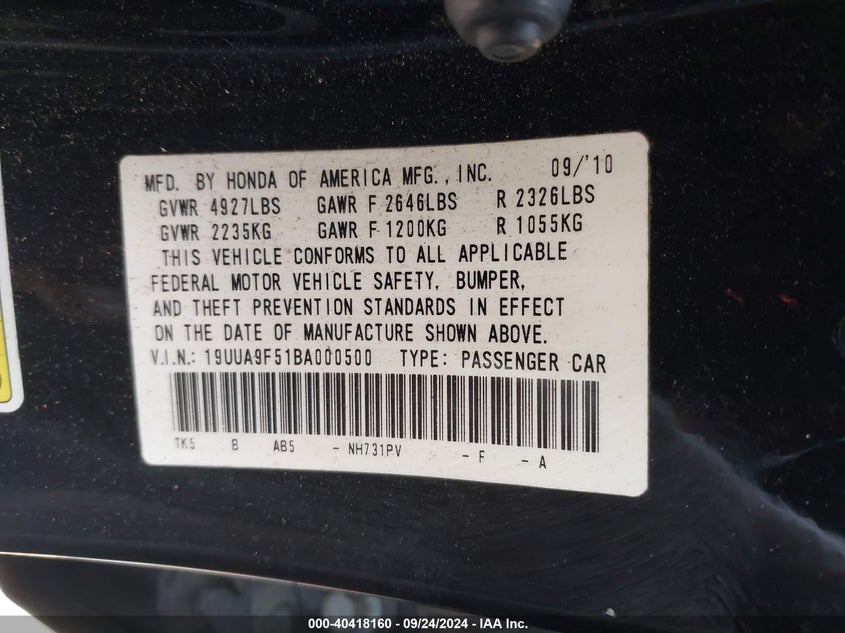 MFD. BY HONDA OF AMERICA MFG., INC. 09/'10
GVWR 4927LBS GAWR F 2646LBS R 2326LBS
GVWR 2235KG GAWR F 1200KG R 1055KG
THIS VEHICLE CONFORMS TO ALL APPLICABLE
FEDERAL MOTOR VEHICLE SAFETY, BUMPER,
AND THEFT PREVENTION STANDARDS IN EFFECT
ON THE DATE OF MANUFACTURE SHOWN ABOVE.
V.I.N.: 19UUA9F51BA000500 TYPE: PASSENGER CAR
TK5 B AB5 - NH731PV - F - A
000-40418160 - 09/24/2024 - IAA Inc.